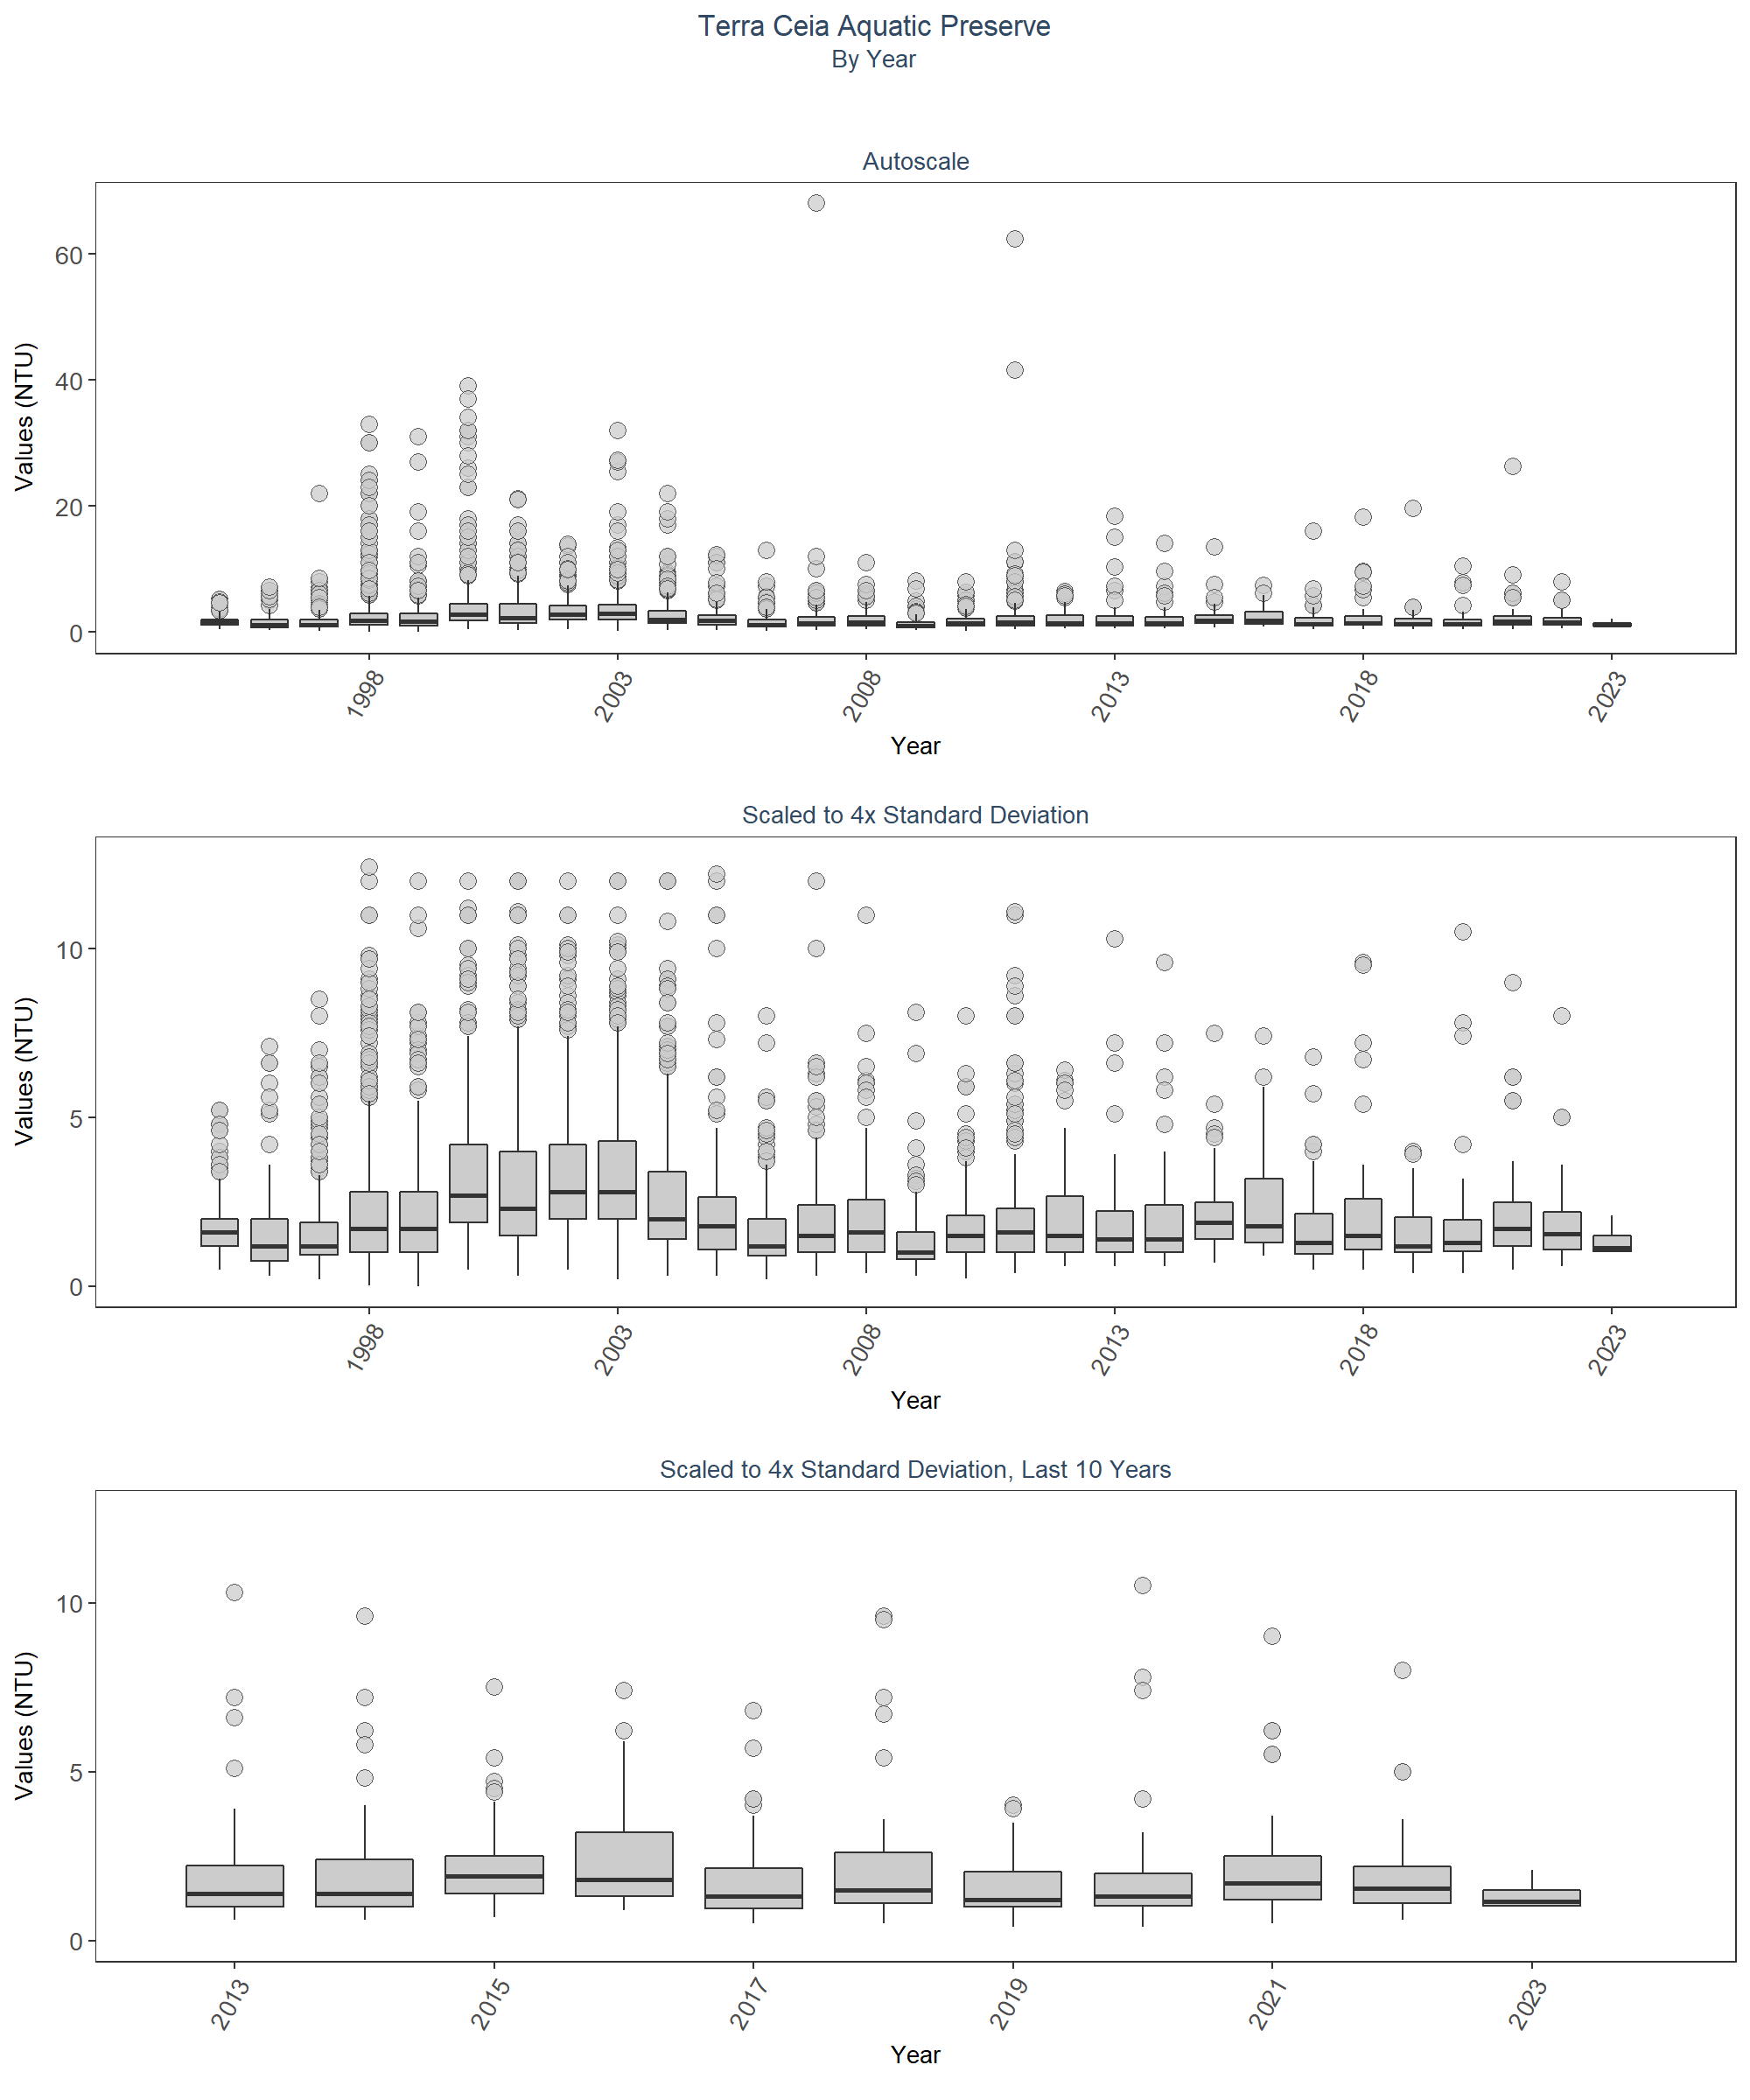 Terra Ceia Aquatic Preserve
By Year
Autoscale
Values (NTU)
60
40
20
0
1998
2003
2008
2013
2018
2023
Year
Scaled to 4x Standard Deviation
Values (NTU)
10
5
0
1998
2003
2008
2013
2018
2023
Year
Scaled to 4x Standard Deviation, Last 10 Years
Values (NTU)
10
5
0
2013
2015
2017
2019
2021
2023
Year